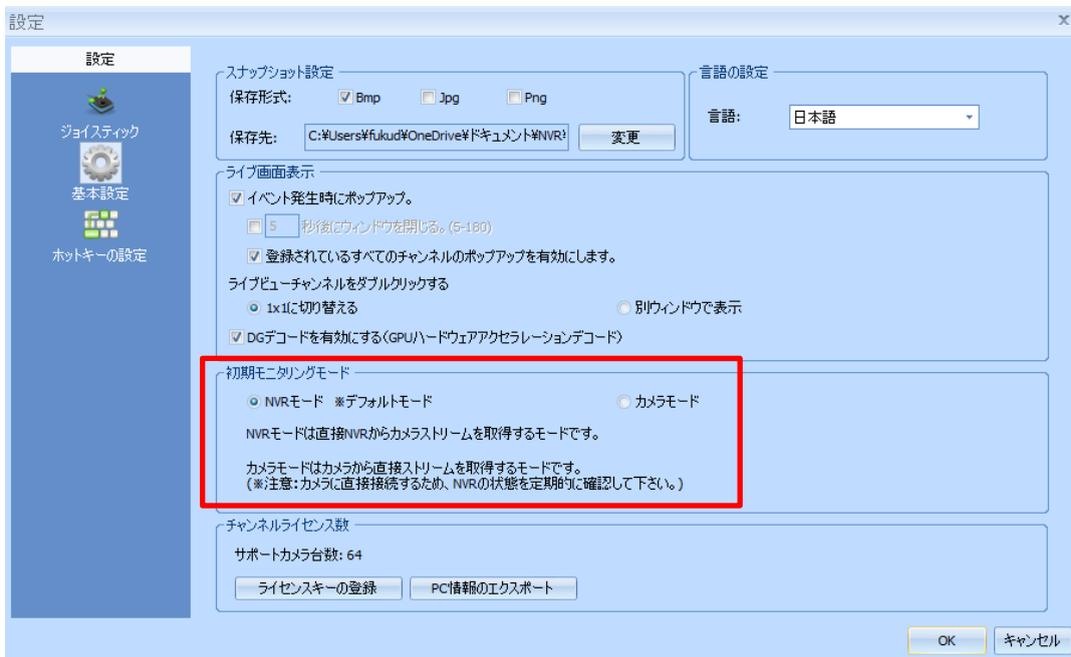 設定
x
設定
ジョイスティック
基本設定
ホットキーの設定
スナップショット設定
保存形式: Bmp Jpg Png
保存先: C:¥Users¥fukud¥OneDrive¥ドキュメント¥NVR 変更
言語の設定
言語: 日本語
ライブ画面表示
イベント発生時にポップアップ。
5 秒後にウィンドウを閉じる。(5-180)
登録されているすべてのチャンネルのポップアップを有効にします。
ライブビューチャンネルをダブルクリックする
1x1に切り替える 別ウィンドウで表示
DGデコードを有効にする(GPUハードウェアアクセラレーションデコード)
初期モニタリングモード
NVRモード ※デフォルトモード カメラモード
NVRモードは直接NVRからカメラストリームを取得するモードです。
カメラモードはカメラから直接ストリームを取得するモードです。
(※注意:カメラに直接接続するため、NVRの状態を定期的に確認して下さい。)
チャンネルライセンス数
サポートカメラ台数: 64
ライセンスキーの登録 PC情報のエクスポート
OK キャンセル